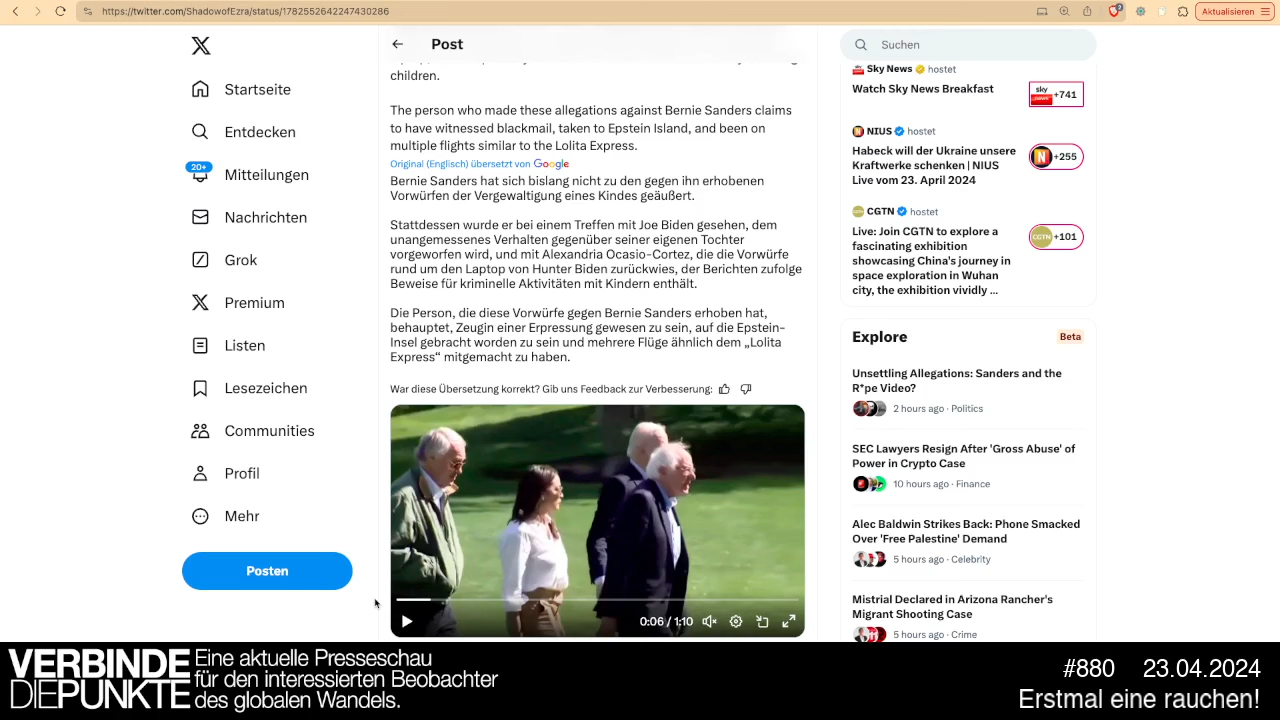 https://twitter.com/ShadowofEzra/status/1782552642247430286
2
Aktualisieren
Post
Suchen
Startseite
Entdecken
20+
Mitteilungen
Nachrichten
Grok
Premium
Listen
Lesezeichen
Communities
Profil
Mehr
Posten
children.
The person who made these allegations against Bernie Sanders claims
to have witnessed blackmail, taken to Epstein Island, and been on
multiple flights similar to the Lolita Express.
Original (Englisch) übersetzt von Google
Bernie Sanders hat sich bislang nicht zu den gegen ihn erhobenen
Vorwürfen der Vergewaltigung eines Kindes geäußert.
Stattdessen wurde er bei einem Treffen mit Joe Biden gesehen, dem
unangemessenes Verhalten gegenüber seiner eigenen Tochter
vorgeworfen wird, und mit Alexandria Ocasio-Cortez, die die Vorwürfe
rund um den Laptop von Hunter Biden zurückwies, der Berichten zufolge
Beweise für kriminelle Aktivitäten mit Kindern enthält.
Die Person, die diese Vorwürfe gegen Bernie Sanders erhoben hat,
behauptet, Zeugin einer Erpressung gewesen zu sein, auf die Epstein-
Insel gebracht worden zu sein und mehrere Flüge ähnlich dem „Lolita
Express“ mitgemacht zu haben.
War diese Übersetzung korrekt? Gib uns Feedback zur Verbesserung:
0:06 / 1:10
Sky News hostet
Watch Sky News Breakfast
sky news
+741
NIUS hostet
Habeck will der Ukraine unsere
Kraftwerke schenken | NIUS
Live vom 23. April 2024
N
+255
CGTN hostet
Live: Join CGTN to explore a
fascinating exhibition
showcasing China's journey in
space exploration in Wuhan
city, the exhibition vividly ...
CGTN
+101
Explore
Beta
Unsettling Allegations: Sanders and the
R*pe Video?
2 hours ago · Politics
SEC Lawyers Resign After 'Gross Abuse' of
Power in Crypto Case
10 hours ago · Finance
Alec Baldwin Strikes Back: Phone Smacked
Over 'Free Palestine' Demand
5 hours ago · Celebrity
Mistrial Declared in Arizona Rancher's
Migrant Shooting Case
5 hours ago · Crime
VERBINDE
DIEPUNKTE
Eine aktuelle Presseschau
für den interessierten Beobachter
des globalen Wandels.
#880 23.04.2024
Erstmal eine rauchen!